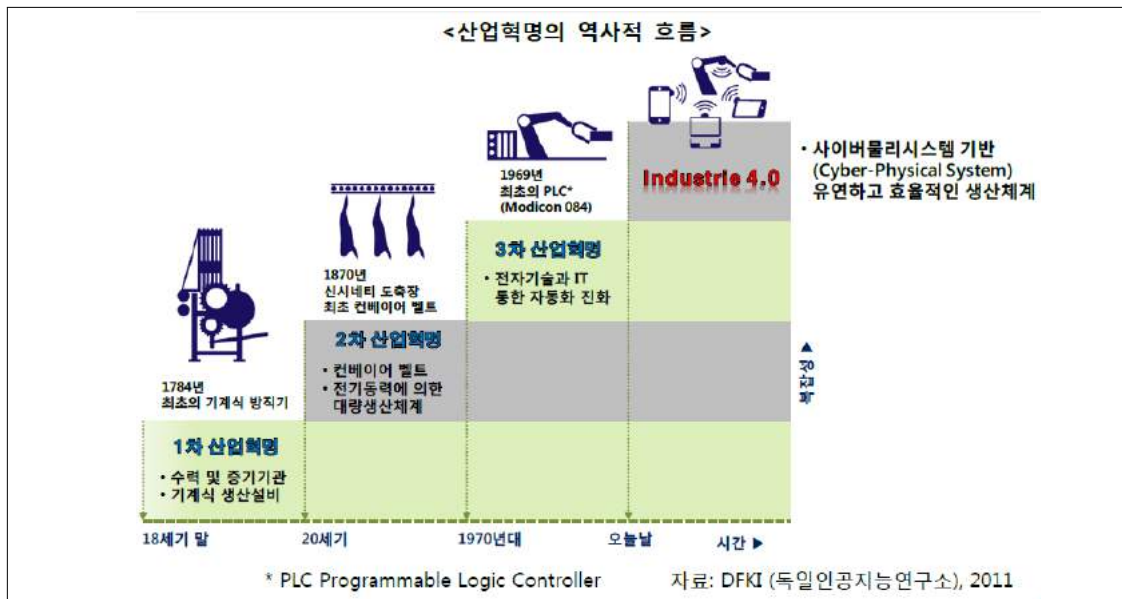 <산업혁명의 역사적 흐름>
1969년
최초의 PLC*
(Modicon 084)
Industrie 4.0
• 사이버물리시스템 기반
(Cyber-Physical System)
유연하고 효율적인 생산체계
1870년
신시네티 도축장
최초 컨베이어 벨트
3차 산업혁명
• 전자기술과 IT
통한 자동화 진화
1784년
최초의 기계식 방직기
2차 산업혁명
• 컨베이어 벨트
• 전기동력에 의한
대량생산체계
복잡성 ▶
1차 산업혁명
• 수력 및 증기기관
• 기계식 생산설비
18세기 말
20세기
1970년대
오늘날
시간 ▶
* PLC Programmable Logic Controller
자료: DFKI (독일인공지능연구소), 2011